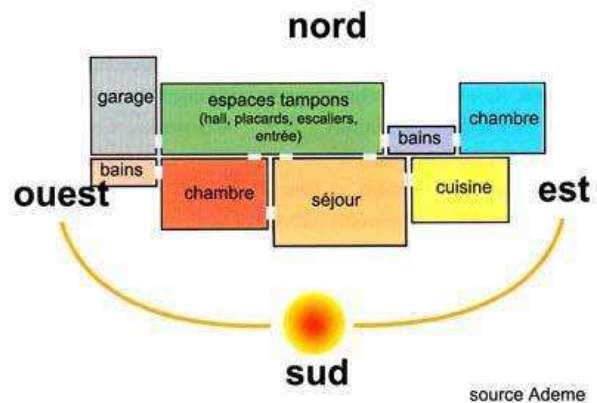 nord
garage
espaces tampons
(hall, placards, escaliers,
entrée)
bains
chambre
bains
chambre
séjour
cuisine
ouest
est
sud
source Ademe